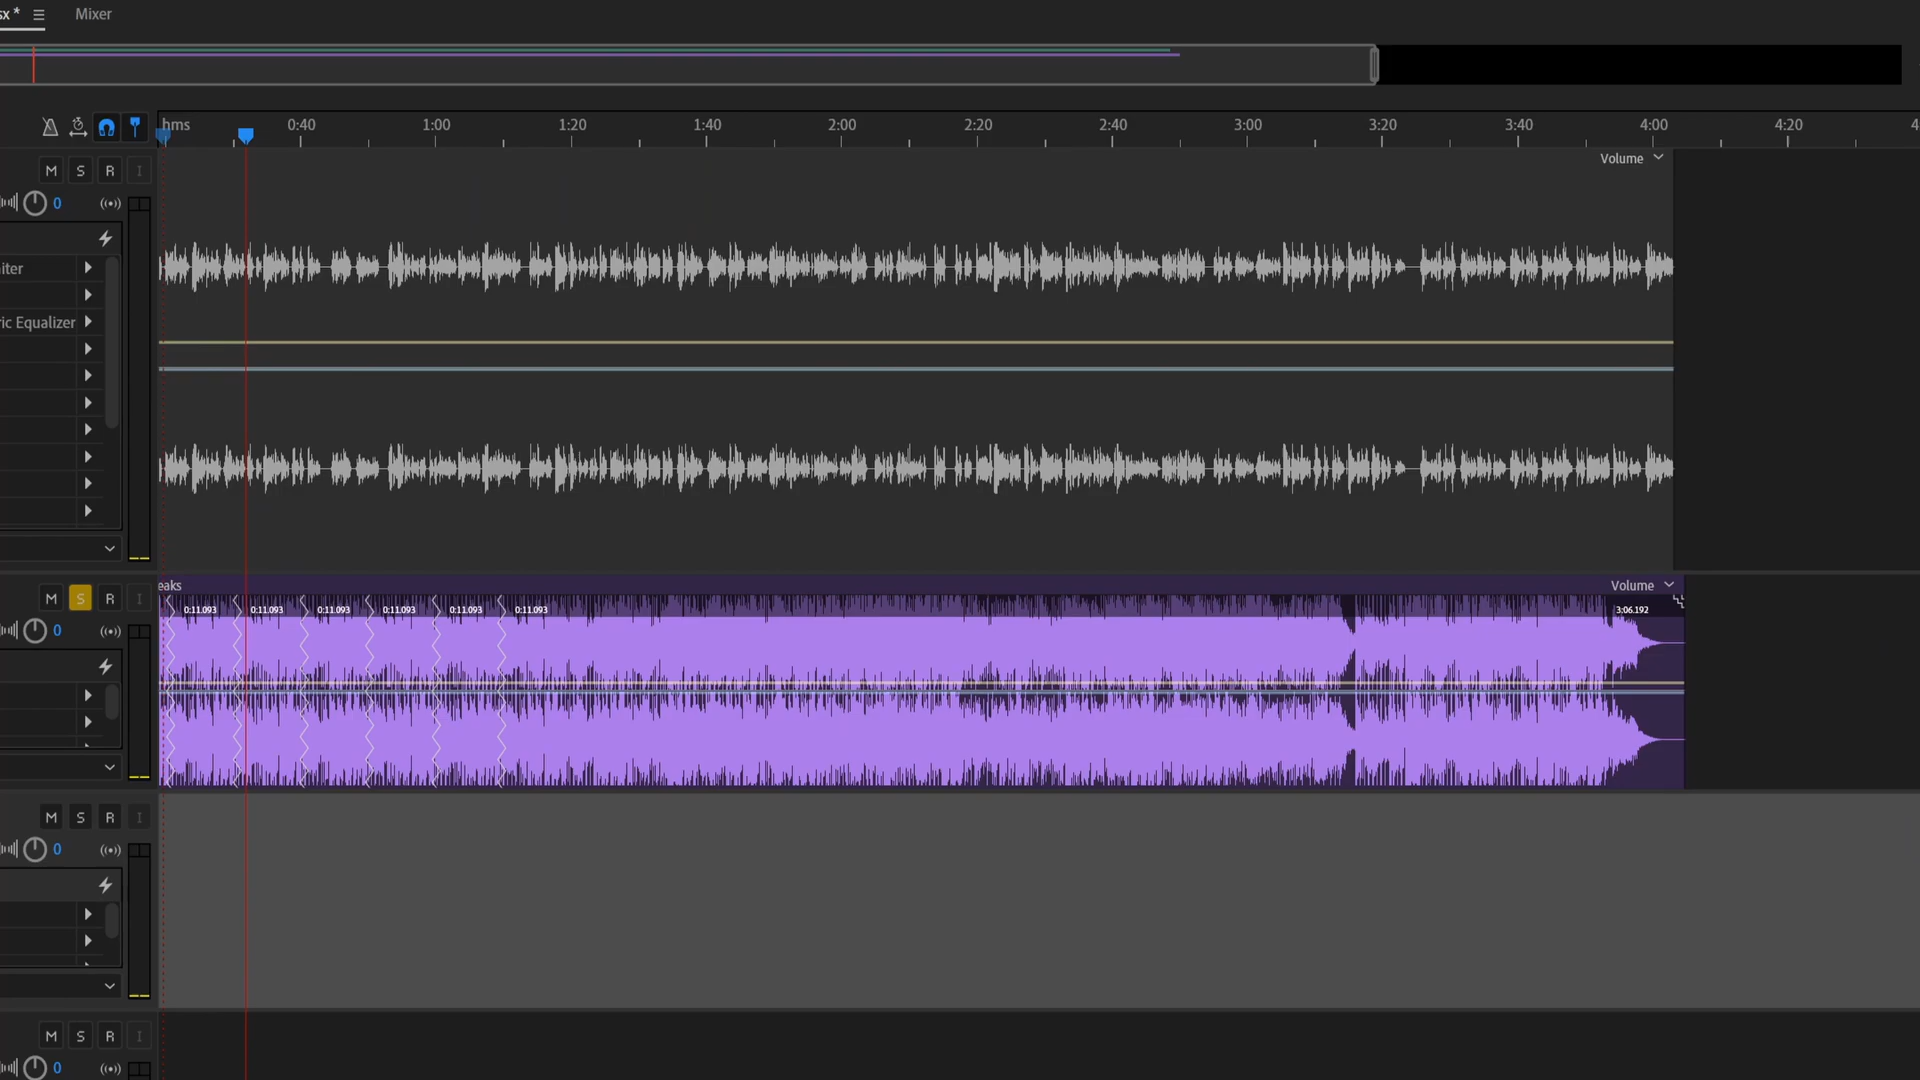 sx * Mixer
hms 0:40 1:00 1:20 1:40 2:00 2:20 2:40 3:00 3:20 3:40 4:00 4:20
Volume
M S R I
0
iter
ric Equalizer
eaks Volume
M S R I
0:11.093 0:11.093 0:11.093 0:11.093 0:11.093 0:11.093 3:06.192
0
M S R I
0
M S R I
0